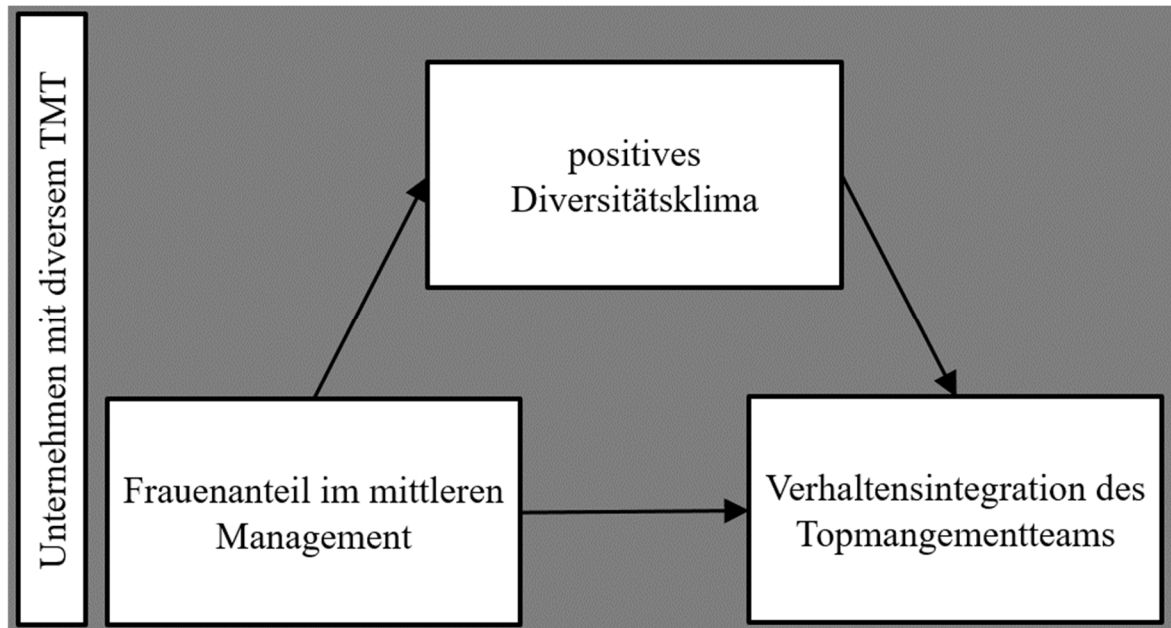 Unternehmen mit diversem TMT
positives
Diversitätsklima
Frauenanteil im mittleren
Management
Verhaltensintegration des
Topmangementteams